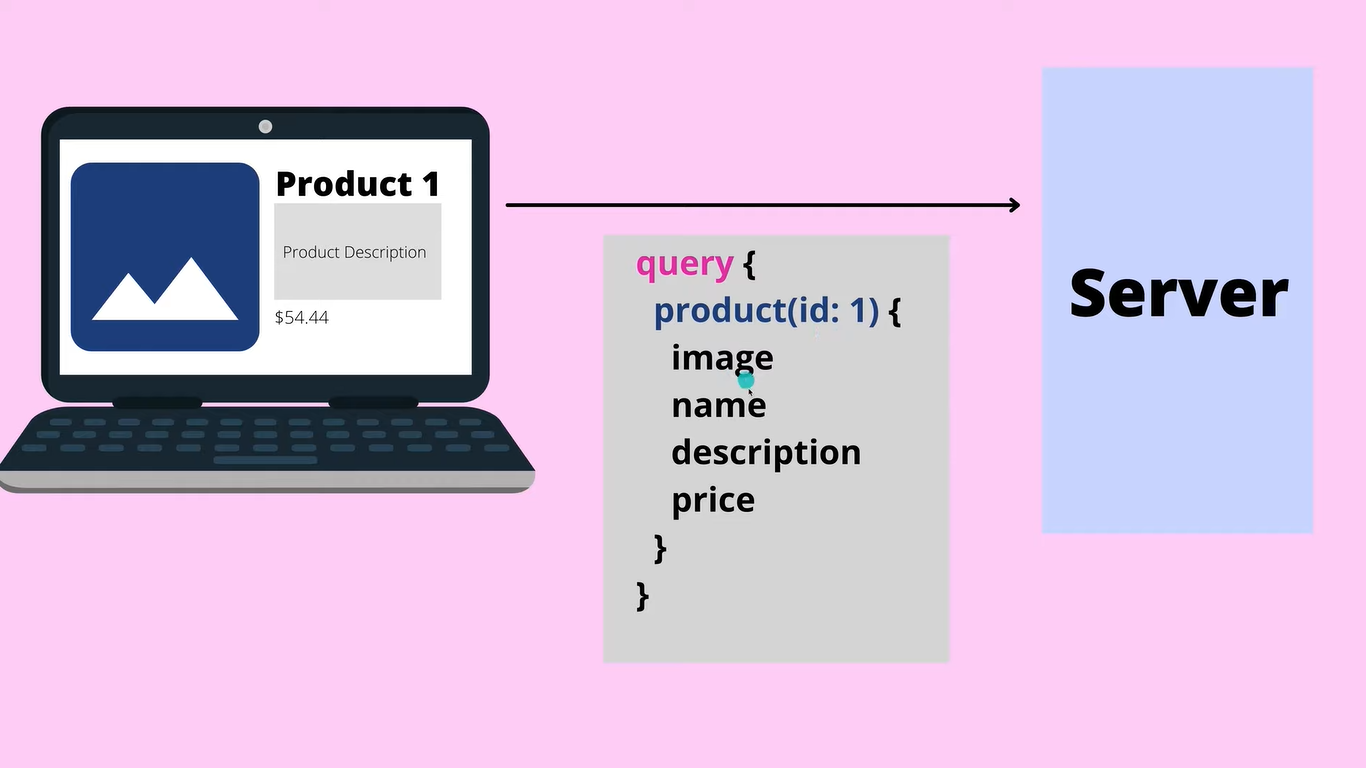 Product 1
Product Description
$54.44
query {
product(id: 1) {
image
name
description
price
}
}
Server